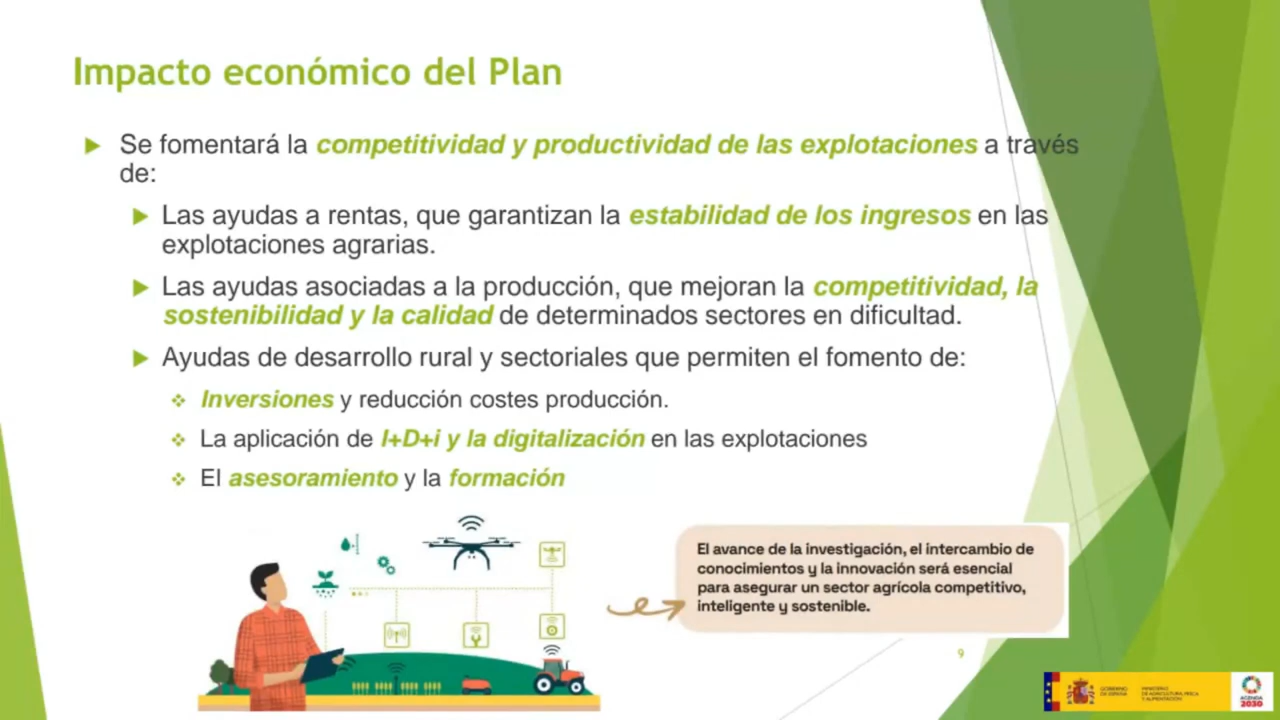 Impacto económico del Plan
Se fomentará la competitividad y productividad de las explotaciones a través
de:
Las ayudas a rentas, que garantizan la estabilidad de los ingresos en las
explotaciones agrarias.
Las ayudas asociadas a la producción, que mejoran la competitividad, la
sostenibilidad y la calidad de determinados sectores en dificultad.
Ayudas de desarrollo rural y sectoriales que permiten el fomento de:
Inversiones y reducción costes producción.
La aplicación de I+D+i y la digitalización en las explotaciones
El asesoramiento y la formación
El avance de la investigación, el intercambio de
conocimientos y la innovación será esencial
para asegurar un sector agrícola competitivo,
inteligente y sostenible.
9
GOBIERNO
DE ESPAÑA
MINISTERIO
DE AGRICULTURA, PESCA
Y ALIMENTACIÓN
AGENDA
2030